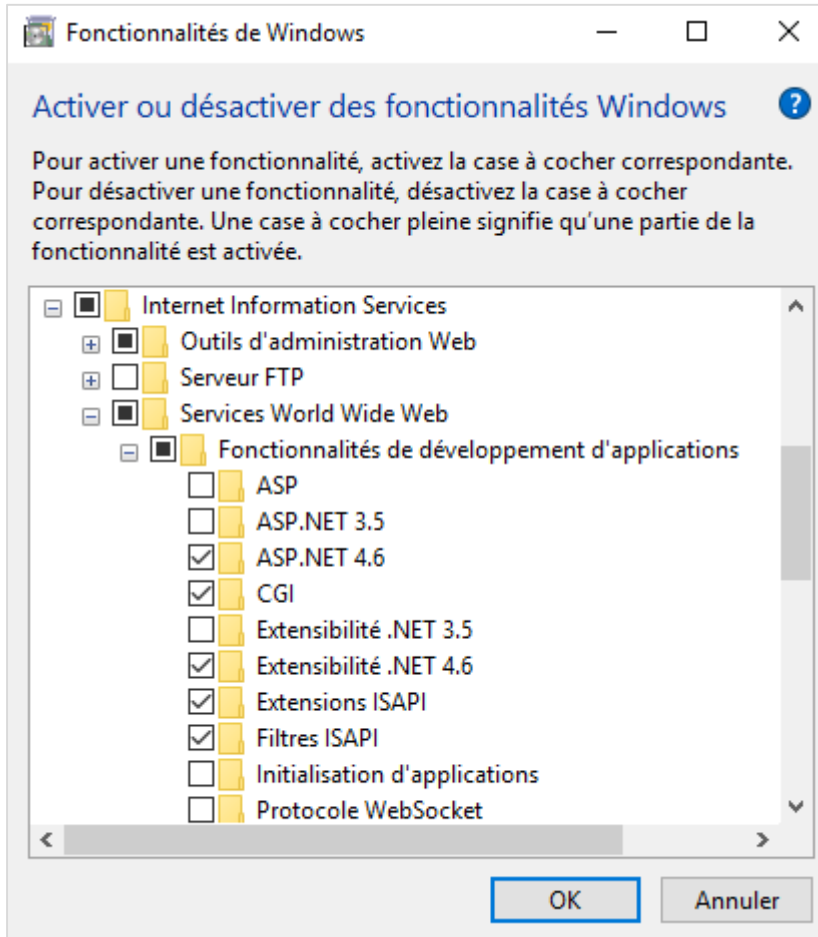 Fonctionnalités de Windows
Activer ou désactiver des fonctionnalités Windows
?
Pour activer une fonctionnalité, activez la case à cocher correspondante.
Pour désactiver une fonctionnalité, désactivez la case à cocher
correspondante. Une case à cocher pleine signifie qu’une partie de la
fonctionnalité est activée.
Internet Information Services
Outils d'administration Web
Serveur FTP
Services World Wide Web
Fonctionnalités de développement d'applications
ASP
ASP.NET 3.5
ASP.NET 4.6
CGI
Extensibilité .NET 3.5
Extensibilité .NET 4.6
Extensions ISAPI
Filtres ISAPI
Initialisation d'applications
Protocole WebSocket
OK
Annuler